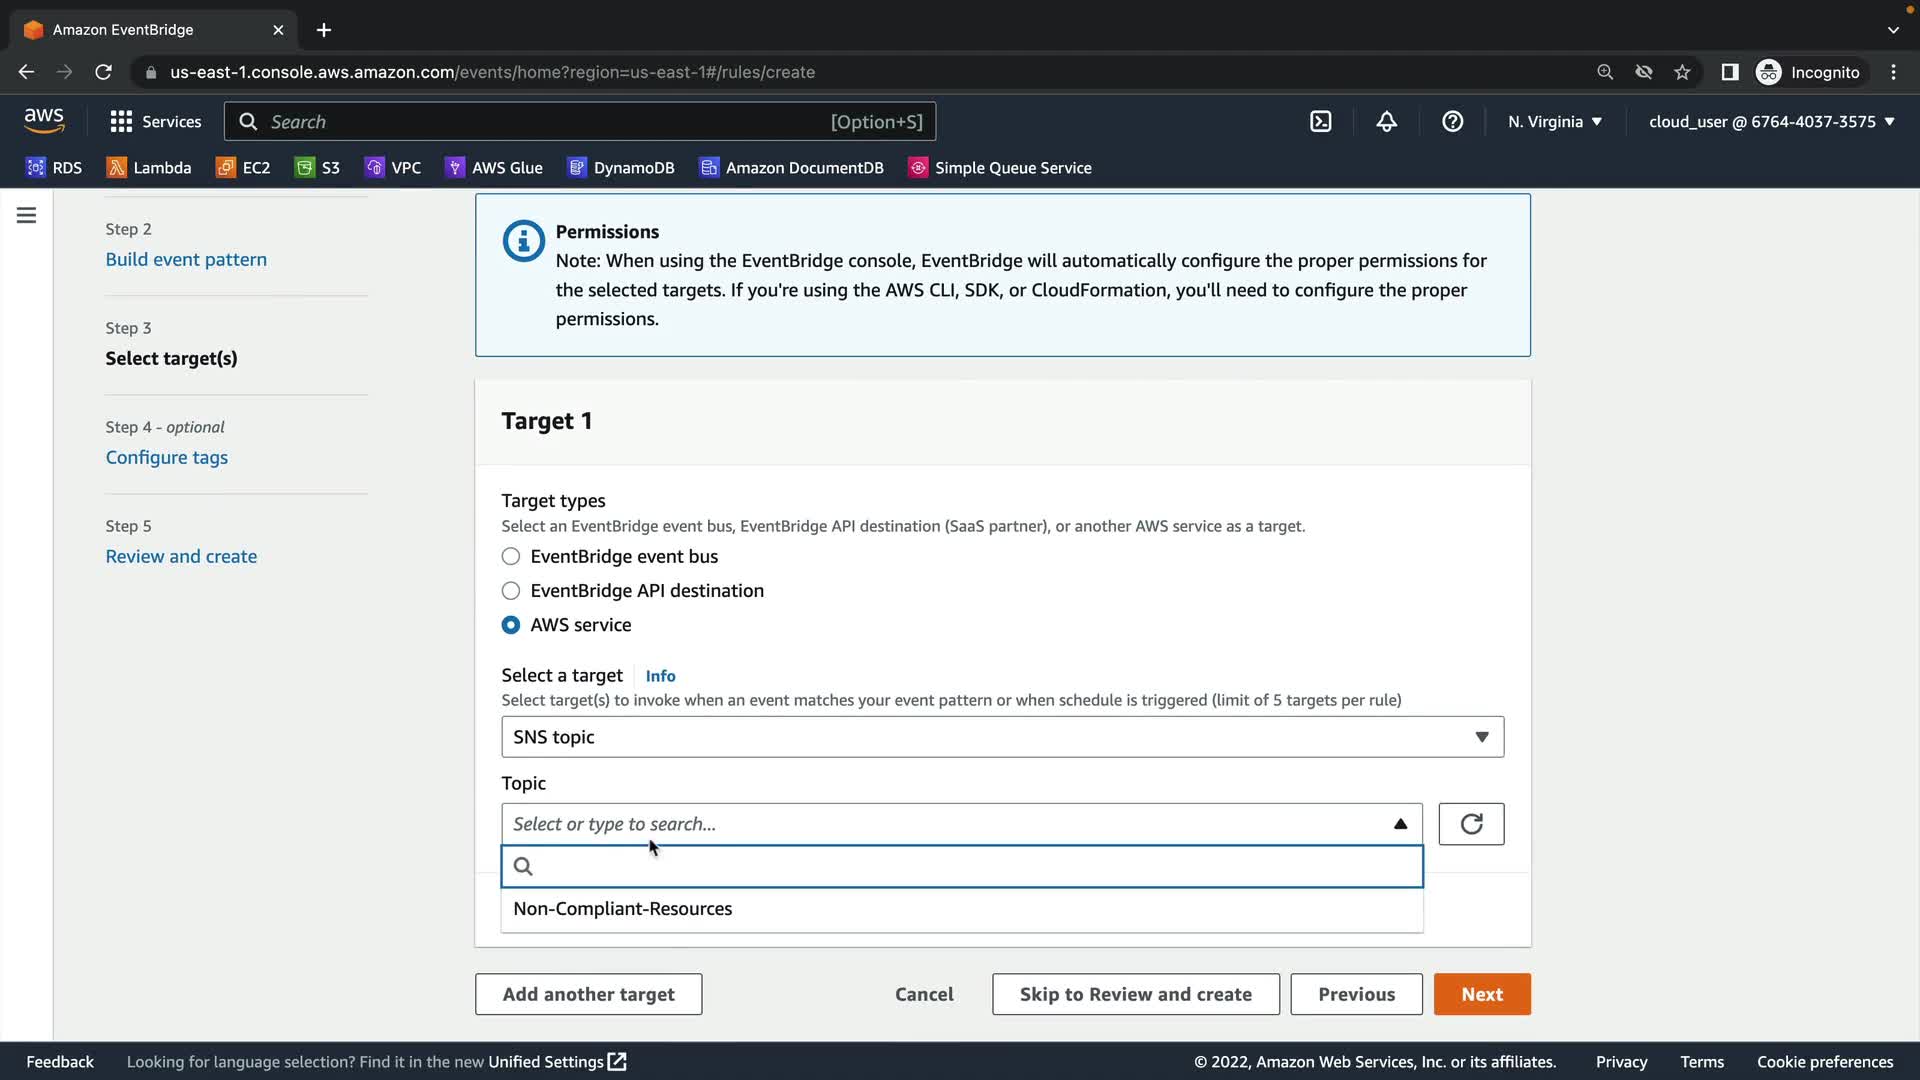 Amazon EventBridge
us-east-1.console.aws.amazon.com/events/home?region=us-east-1#/rules/create
Incognito
aws
Services
Search
[Option+S]
N. Virginia
cloud_user @ 6764-4037-3575
RDS
Lambda
EC2
S3
VPC
AWS Glue
DynamoDB
Amazon DocumentDB
Simple Queue Service
Step 2
Build event pattern
Step 3
Select target(s)
Step 4 - optional
Configure tags
Step 5
Review and create
Permissions
Note: When using the EventBridge console, EventBridge will automatically configure the proper permissions for
the selected targets. If you're using the AWS CLI, SDK, or CloudFormation, you'll need to configure the proper
permissions.
Target 1
Target types
Select an EventBridge event bus, EventBridge API destination (SaaS partner), or another AWS service as a target.
EventBridge event bus
EventBridge API destination
AWS service
Select a target
Info
Select target(s) to invoke when an event matches your event pattern or when schedule is triggered (limit of 5 targets per rule)
SNS topic
Topic
Select or type to search...
Non-Compliant-Resources
Add another target
Cancel
Skip to Review and create
Previous
Next
Feedback
Looking for language selection? Find it in the new Unified Settings
© 2022, Amazon Web Services, Inc. or its affiliates.
Privacy
Terms
Cookie preferences